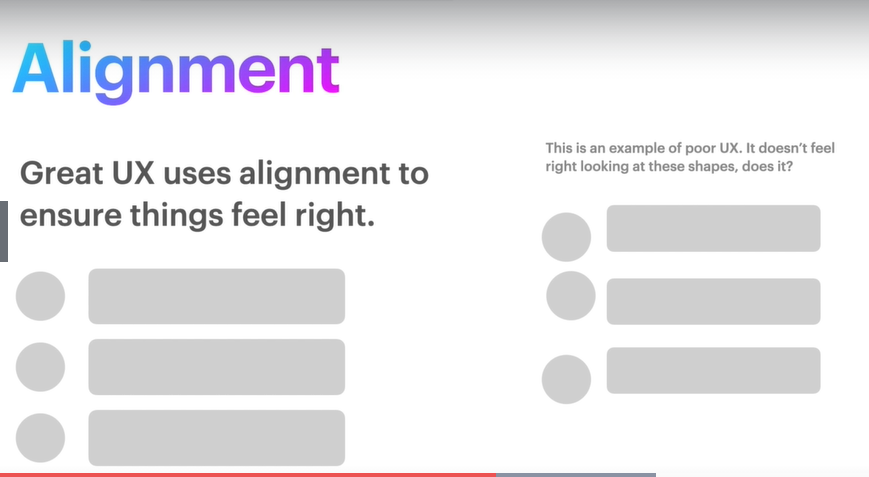 Alignment
Great UX uses alignment to
ensure things feel right.
This is an example of poor UX. It doesn’t feel
right looking at these shapes, does it?